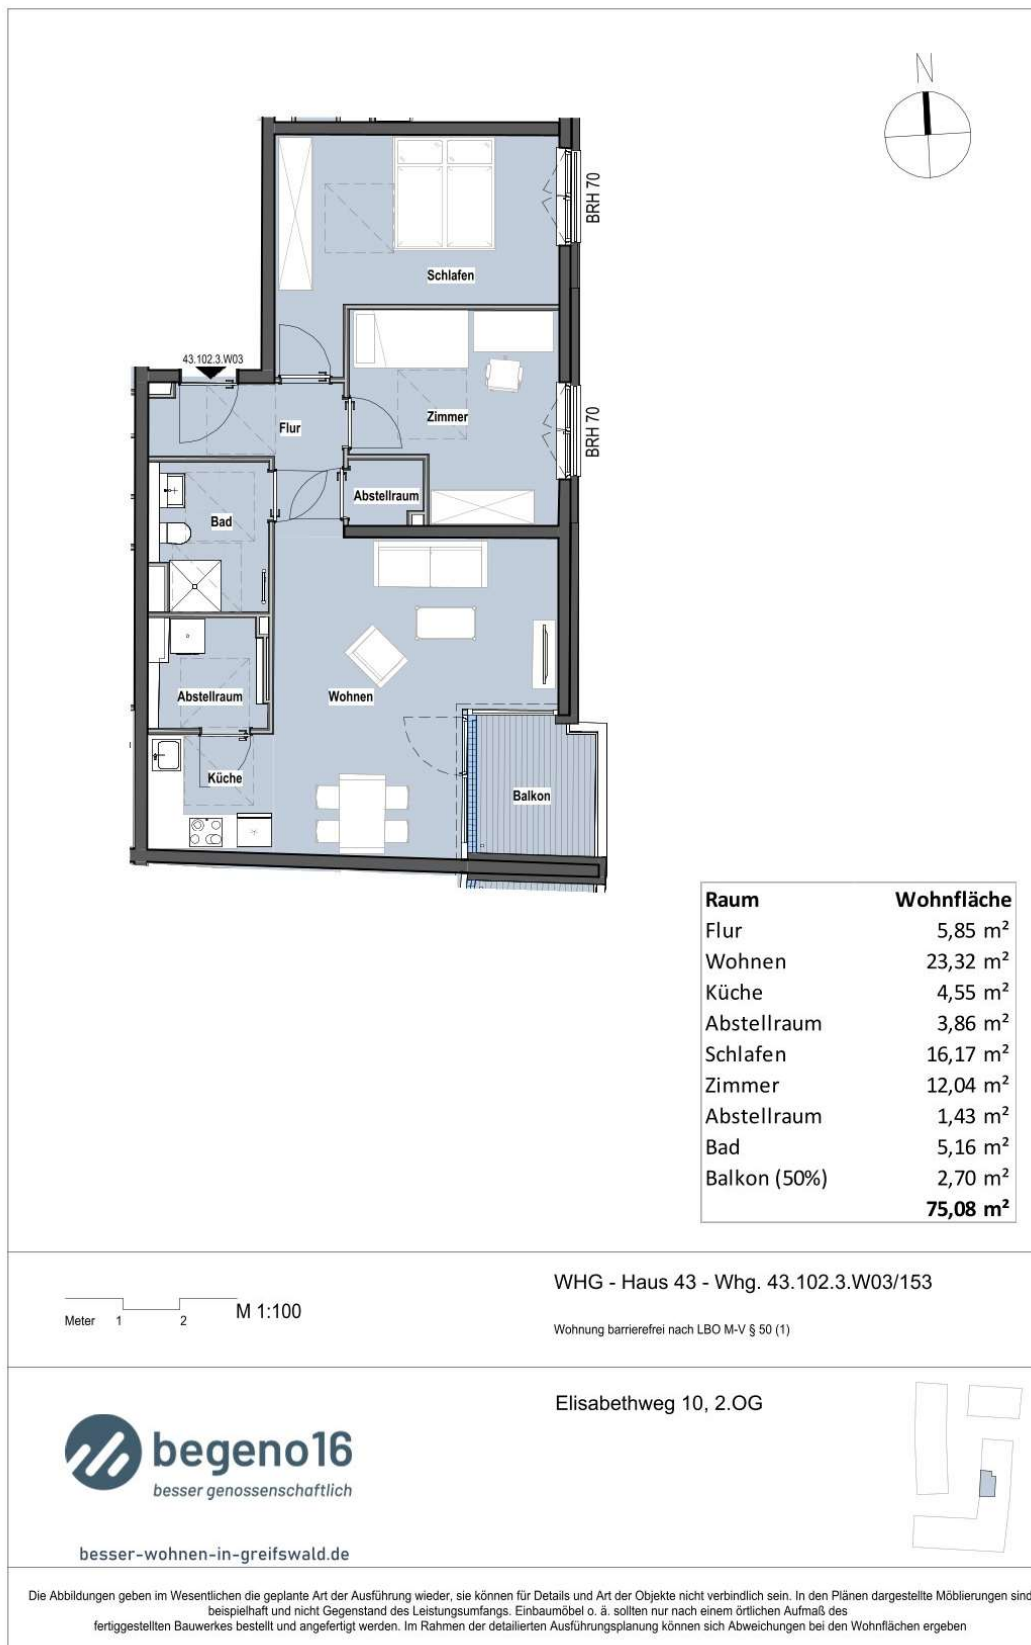 N
BRH 70
Schlafen
43.102.3.W03
Flur
Zimmer
BRH 70
Abstellraum
Bad
Abstellraum
Wohnen
Küche
Balkon
Raum Wohnfläche
Flur 5,85 m²
Wohnen 23,32 m²
Küche 4,55 m²
Abstellraum 3,86 m²
Schlafen 16,17 m²
Zimmer 12,04 m²
Abstellraum 1,43 m²
Bad 5,16 m²
Balkon (50%) 2,70 m²
75,08 m²
Meter 1 2 M 1:100
WHG - Haus 43 - Whg. 43.102.3.W03/153
Wohnung barrierefrei nach LBO M-V § 50 (1)
Elisabethweg 10, 2.OG
begeno16
besser genossenschaftlich
besser-wohnen-in-greifswald.de
Die Abbildungen geben im Wesentlichen die geplante Art der Ausführung wieder, sie können für Details und Art der Objekte nicht verbindlich sein. In den Plänen dargestellte Möblierungen sind
beispielhaft und nicht Gegenstand des Leistungsumfangs. Einbaumöbel o. ä. sollten nur nach einem örtlichen Aufmaß des
fertiggestellten Bauwerkes bestellt und angefertigt werden. Im Rahmen der detailierten Ausführungsplanung können sich Abweichungen bei den Wohnflächen ergeben